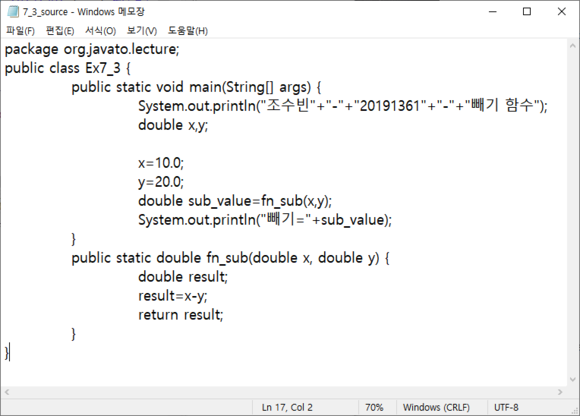 7_3_source - Windows 메모장
파일(F) 편집(E) 서식(O) 보기(V) 도움말(H)
package org.javato.lecture;
public class Ex7_3 {
public static void main(String[] args) {
System.out.println("조수빈"+"-"+"20191361"+"-"+"빼기 함수");
double x,y;
x=10.0;
y=20.0;
double sub_value=fn_sub(x,y);
System.out.println("빼기="+sub_value);
}
public static double fn_sub(double x, double y) {
double result;
result=x-y;
return result;
}
}
Ln 17, Col 2 70% Windows (CRLF) UTF-8